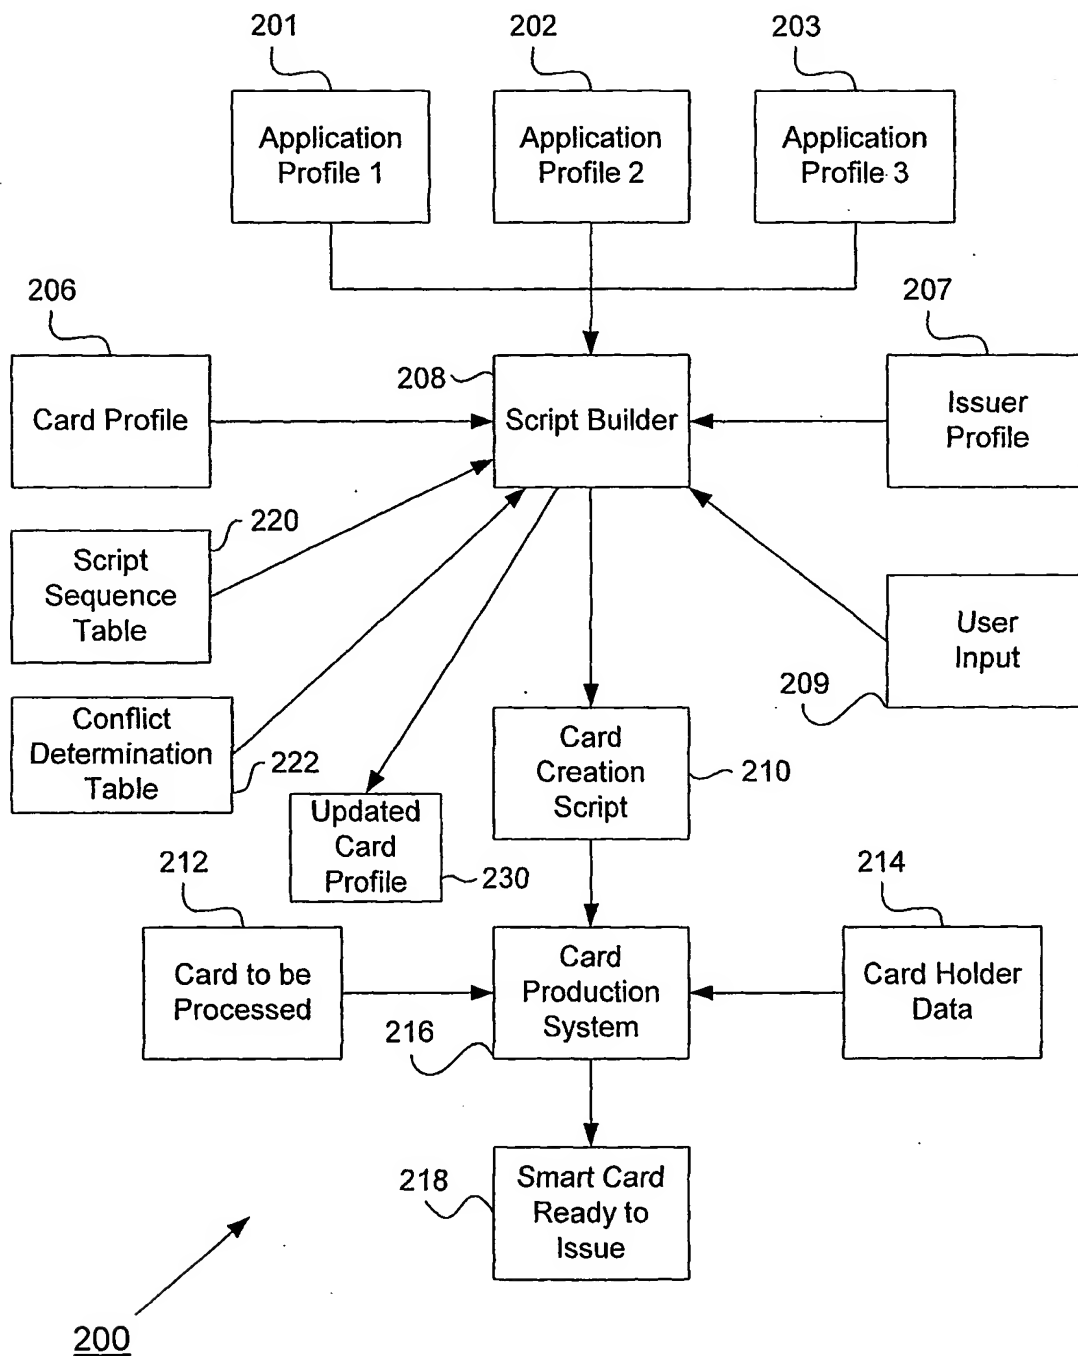 201
202
203
Application
Profile 1
Application
Profile 2
Application
Profile 3
206
207
208
Card Profile
Script Builder
Issuer
Profile
220
Script
Sequence
Table
User
Input
209
Conflict
Determination
Table
222
Card
Creation
Script
210
Updated
Card
Profile
230
212
214
Card to be
Processed
Card
Production
System
Card Holder
Data
216
218
Smart Card
Ready to
Issue
200